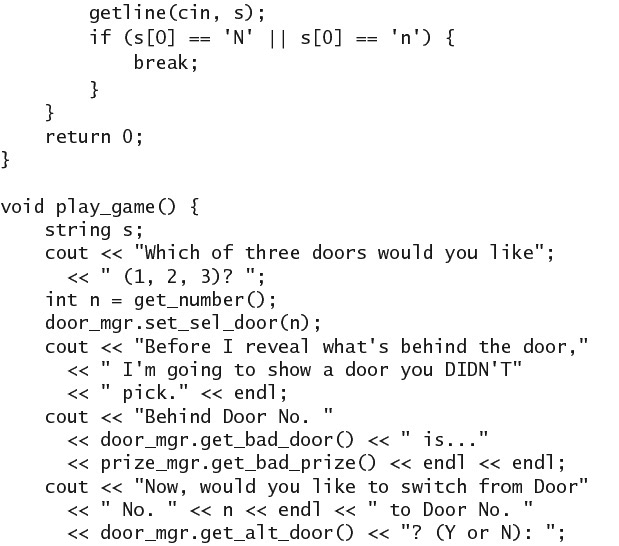 getline(cin, s);
        if (s[0] == 'N' || s[0] == 'n') {
            break;
        }
    }
    return 0;
}

void play_game() {
    string s;
    cout << "Which of three doors would you like";
      << " (1, 2, 3)? ";
    int n = get_number();
    door_mgr.set_sel_door(n);
    cout << "Before I reveal what's behind the door,"
      << " I'm going to show a door you DIDN'T"
      << " pick." << endl;
    cout << "Behind Door No. "
      << door_mgr.get_bad_door() << " is..."
      << prize_mgr.get_bad_prize() << endl << endl;
    cout << "Now, would you like to switch from Door"
      << " No. " << n << endl << " to Door No. "
      << door_mgr.get_alt_door() << "? (Y or N): ";